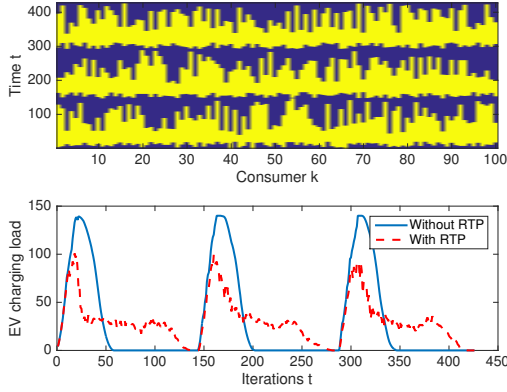 400
300
200
100
Time t
10 20 30 40 50 60 70 80 90 100
Consumer k
150
100
50
0
EV charging load
Without RTP
With RTP
0 50 100 150 200 250 300 350 400 450
Iterations t